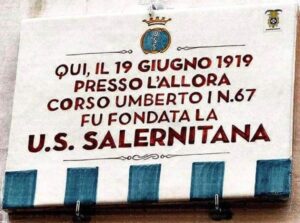 QUI, IL 19 GIUGNO 1919
PRESSO L'ALLORA
CORSO UMBERTO I N.67
FU FONDATA LA
U.S. SALERNITANA